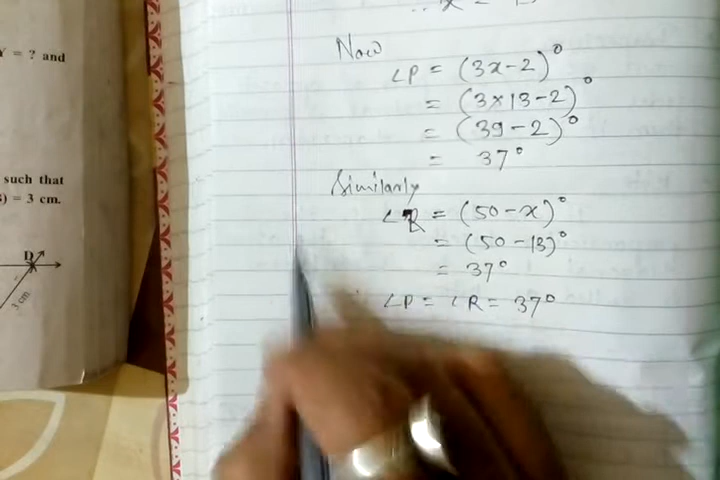 Y = ? and
such that
) = 3 cm.
D
3 cm
∴ x = 13
Now
∠P = (3x-2)°
= (3×13-2)°
= (39-2)°
= 37°
Similarly
∠R = (50-x)°
= (50-13)°
= 37°
∠P = ∠R = 37°